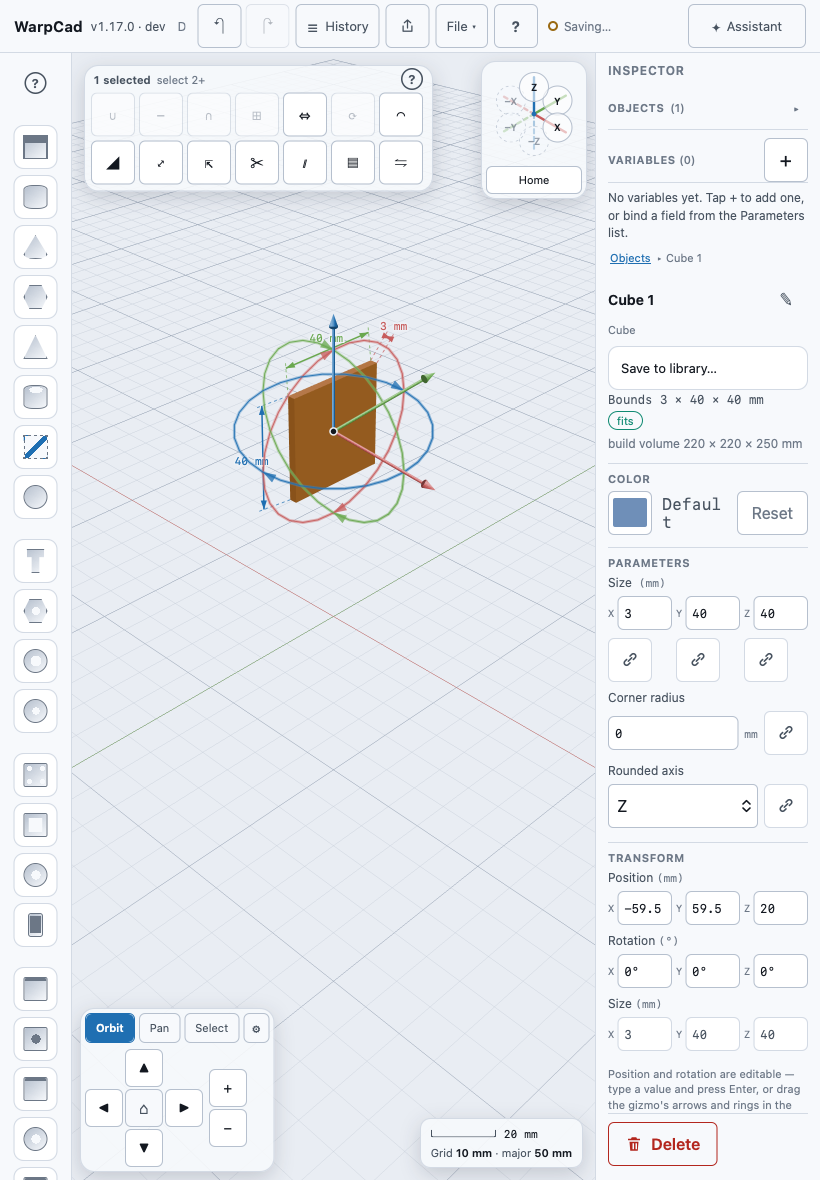 WarpCad v1.17.0 · dev D History File ? Saving... Assistant
?
1 selected select 2+ ?
Z
-X Y
-Y X
-Z
Home
INSPECTOR
OBJECTS (1)
VARIABLES (0) +
No variables yet. Tap + to add one,
or bind a field from the Parameters
list.
Objects ▸ Cube 1
Cube 1
Cube
Save to library...
Bounds 3 × 40 × 40 mm
fits
build volume 220 × 220 × 250 mm
COLOR
Defaul
t
Reset
PARAMETERS
Size (mm)
X 3 Y 40 Z 40
Corner radius
0 mm
Rounded axis
Z
TRANSFORM
Position (mm)
X −59.5 Y 59.5 Z 20
Rotation (°)
X 0° Y 0° Z 0°
Size (mm)
X 3 Y 40 Z 40
Position and rotation are editable —
type a value and press Enter, or drag
the gizmo's arrows and rings in the
Delete
3 mm
40 mm
40 mm
T
Orbit Pan Select
+
−
20 mm
Grid 10 mm · major 50 mm